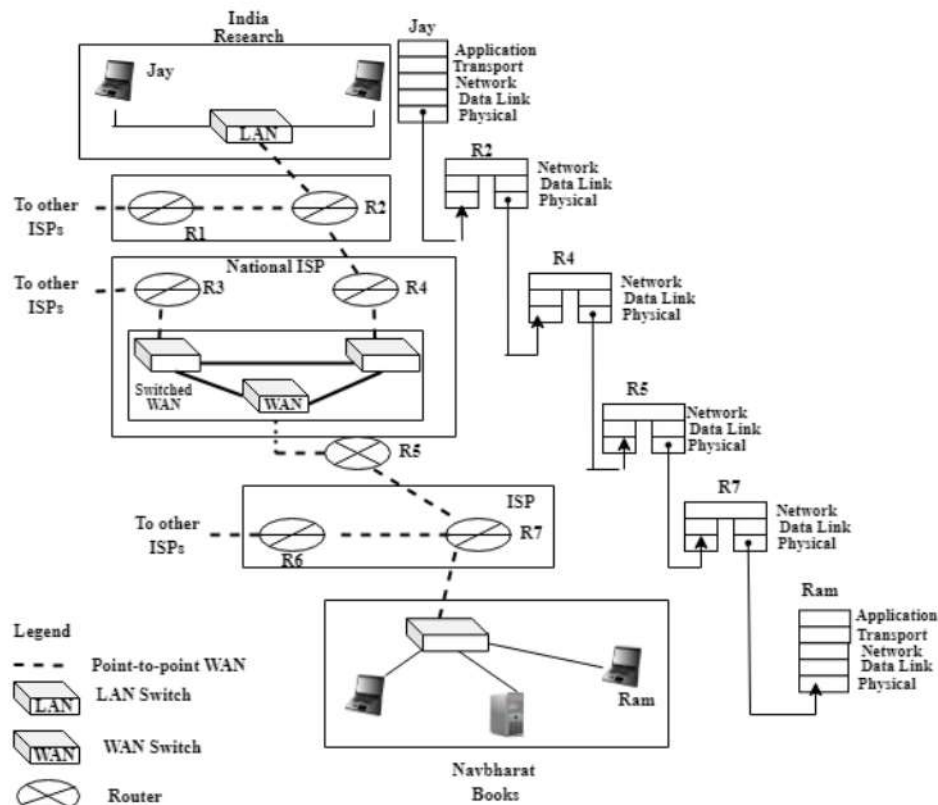 India
Research
Jay
LAN
Jay
Application
Transport
Network
Data Link
Physical
R2
Network
Data Link
Physical
To other
ISPs
R1
R2
National ISP
To other
ISPs
R3
R4
R4
Network
Data Link
Physical
Switched
WAN
WAN
R5
R5
Network
Data Link
Physical
ISP
To other
ISPs
R6
R7
R7
Network
Data Link
Physical
Ram
Application
Transport
Network
Data Link
Physical
Ram
Navbharat
Books
Legend
Point-to-point WAN
LAN
LAN Switch
WAN
WAN Switch
Router